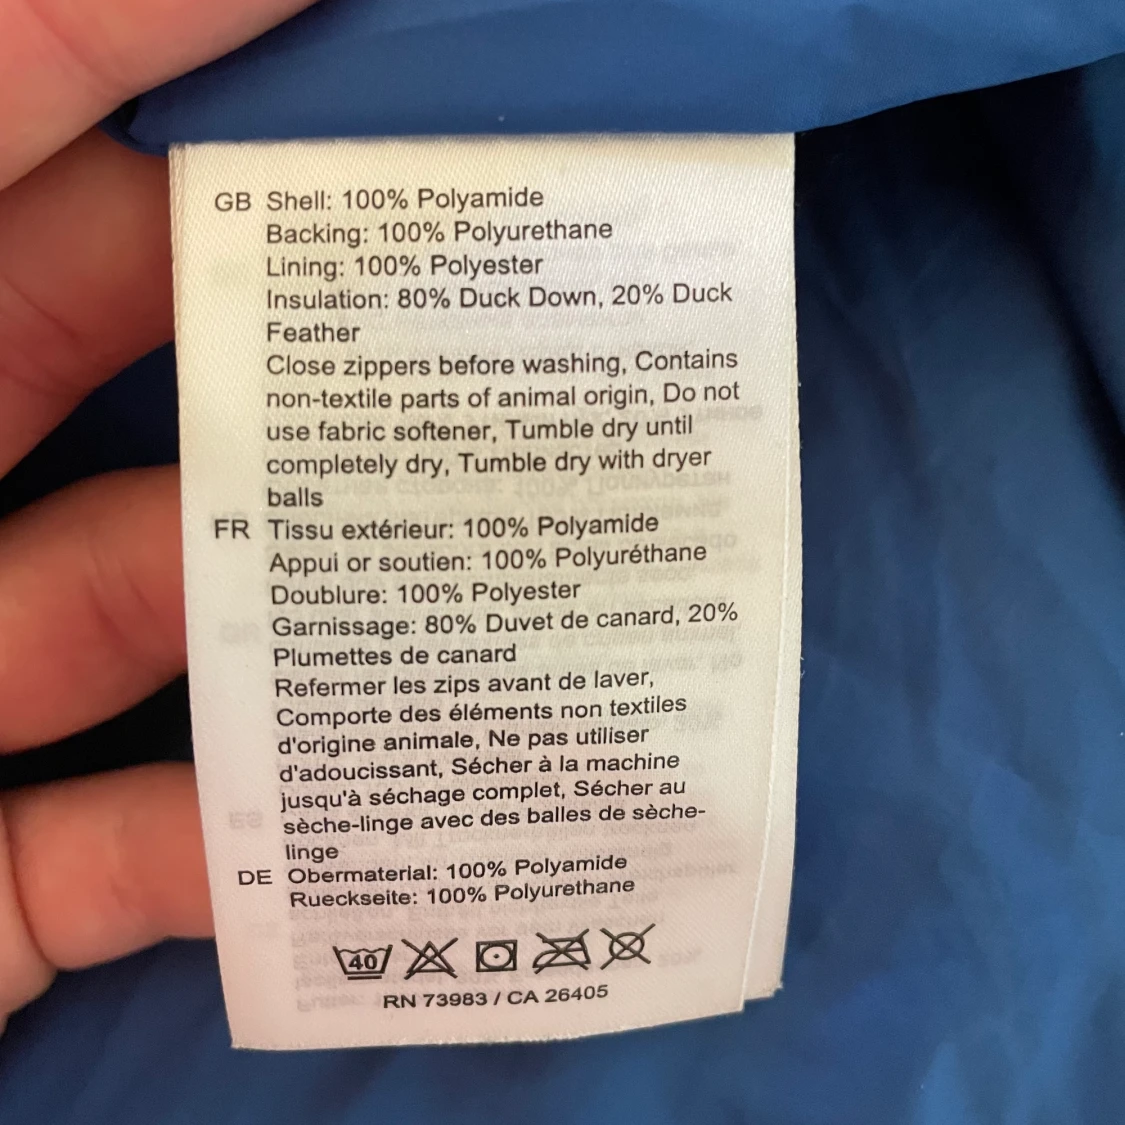 GB Shell: 100% Polyamide
Backing: 100% Polyurethane
Lining: 100% Polyester
Insulation: 80% Duck Down, 20% Duck
Feather
Close zippers before washing, Contains
non-textile parts of animal origin, Do not
use fabric softener, Tumble dry until
completely dry, Tumble dry with dryer
balls
FR Tissu extérieur: 100% Polyamide
Appui or soutien: 100% Polyuréthane
Doublure: 100% Polyester
Garnissage: 80% Duvet de canard, 20%
Plumettes de canard
Refermer les zips avant de laver,
Comporte des éléments non textiles
d'origine animale, Ne pas utiliser
d'adoucissant, Sécher à la machine
jusqu'à séchage complet, Sécher au
sèche-linge avec des balles de sèche-
linge
DE Obermaterial: 100% Polyamide
Rueckseite: 100% Polyurethane
40
RN 73983 / CA 26405